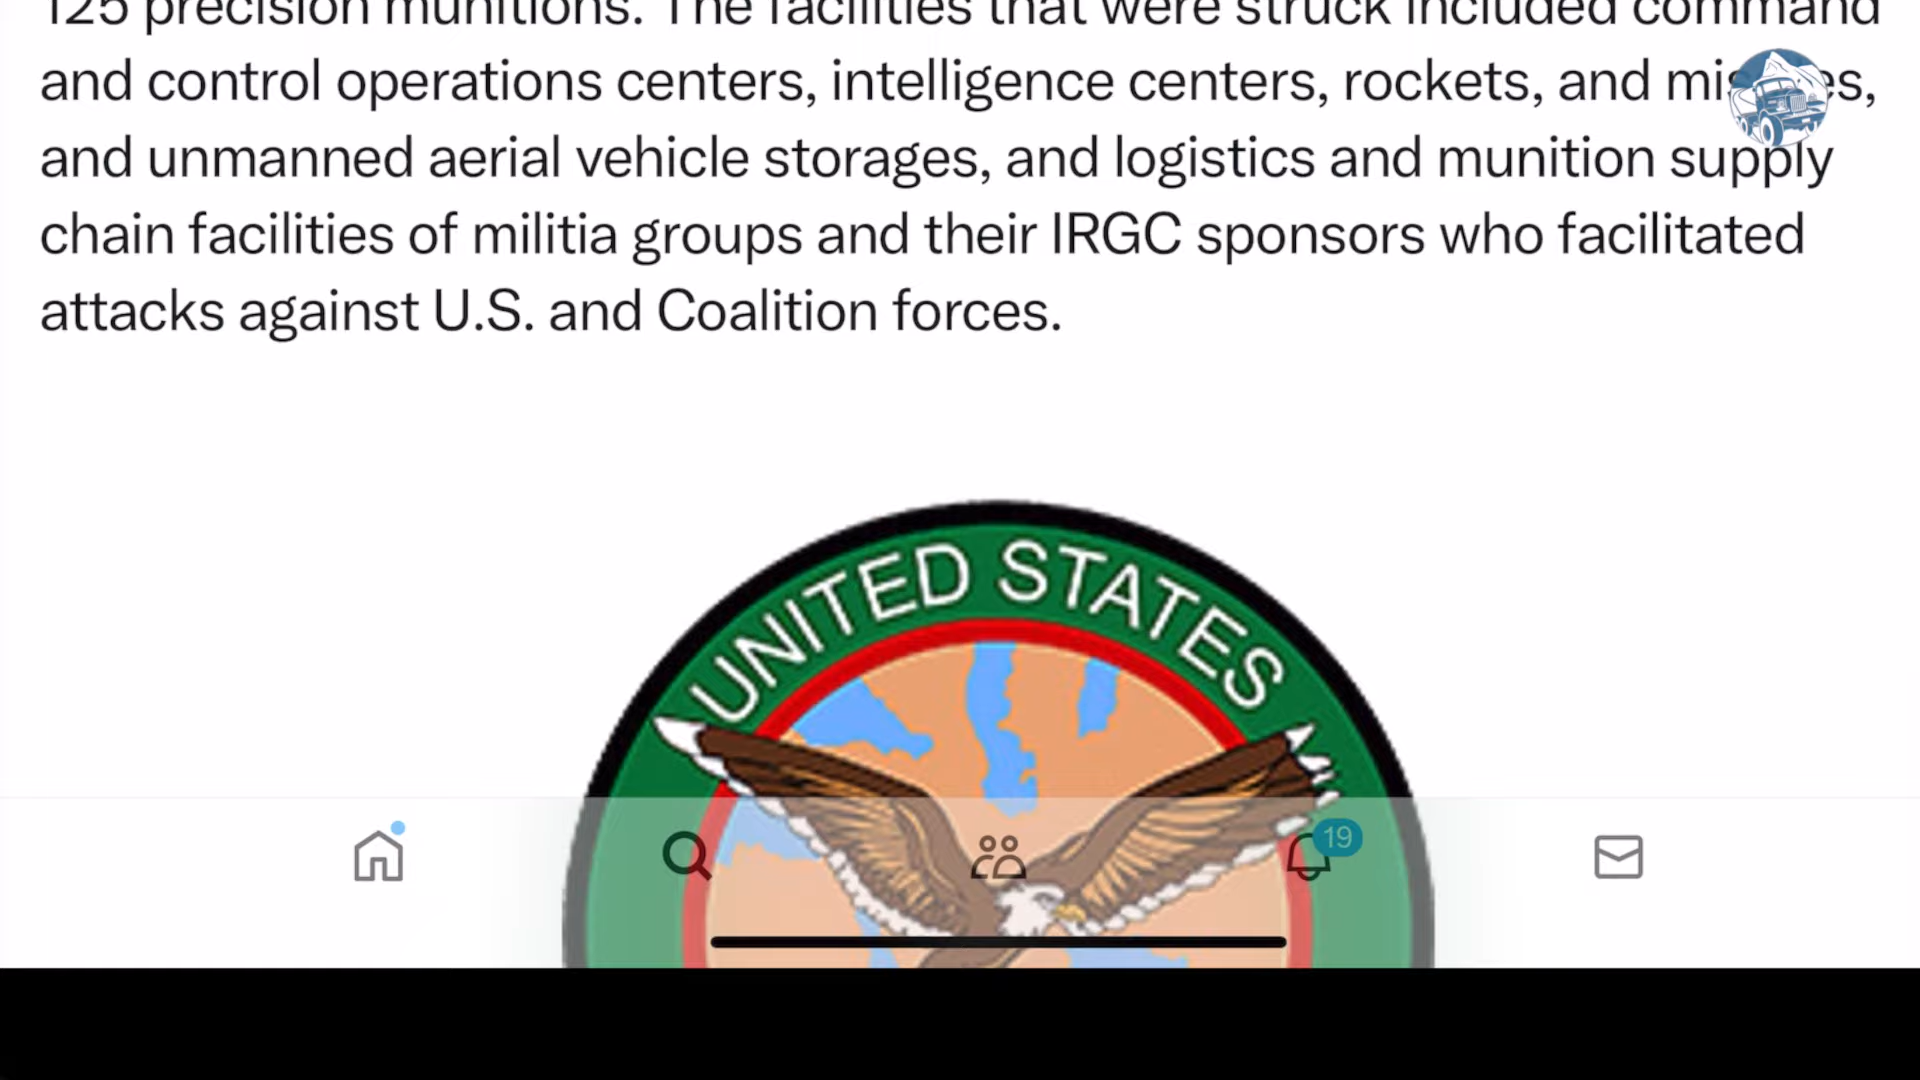 125 precision munitions. The facilities that were struck included command
and control operations centers, intelligence centers, rockets, and missiles,
and unmanned aerial vehicle storages, and logistics and munition supply
chain facilities of militia groups and their IRGC sponsors who facilitated
attacks against U.S. and Coalition forces.
UNITED STATES
19